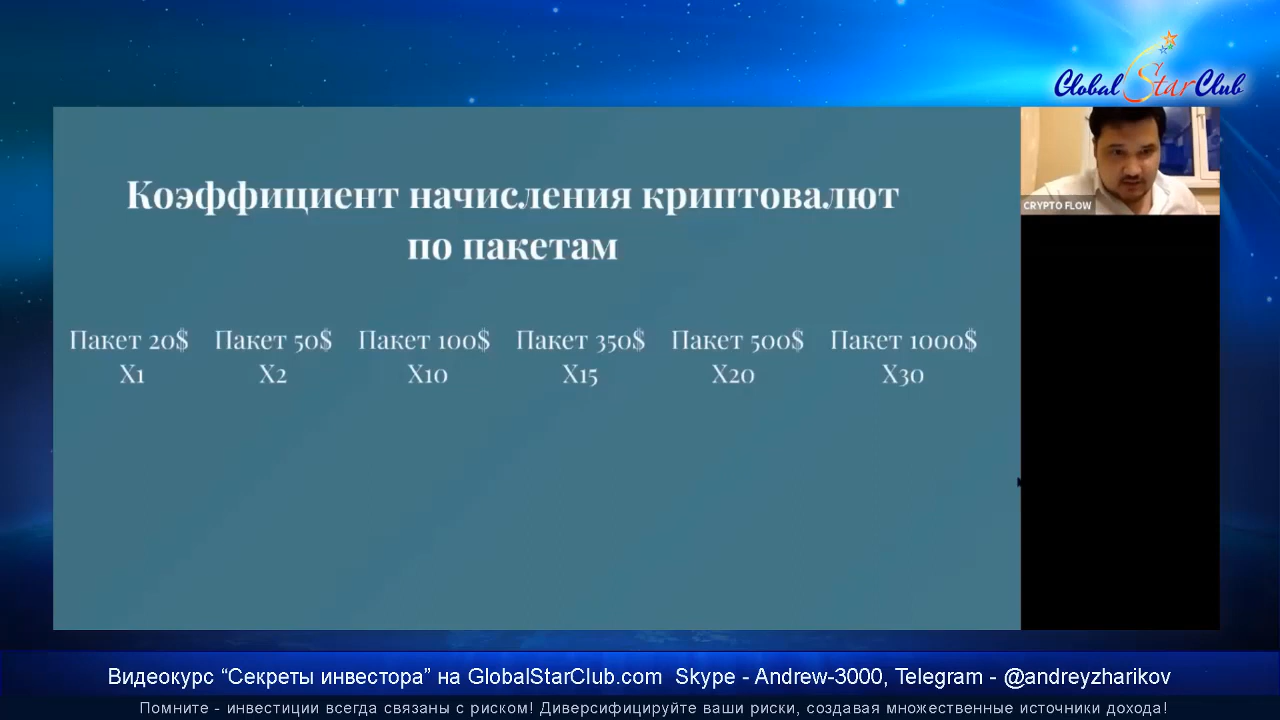 Global Star Club
Коэффициент начисления криптовалют
по пакетам
Пакет 20$ Пакет 50$ Пакет 100$ Пакет 350$ Пакет 500$ Пакет 1000$
X1 X2 X10 X15 X20 X30
CRYPTO FLOW
Видеокурс “Секреты инвестора” на GlobalStarClub.com Skype - Andrew-3000, Telegram - @andreyzharikov
Помните - инвестиции всегда связаны с риском! Диверсифицируйте ваши риски, создавая множественные источники дохода!